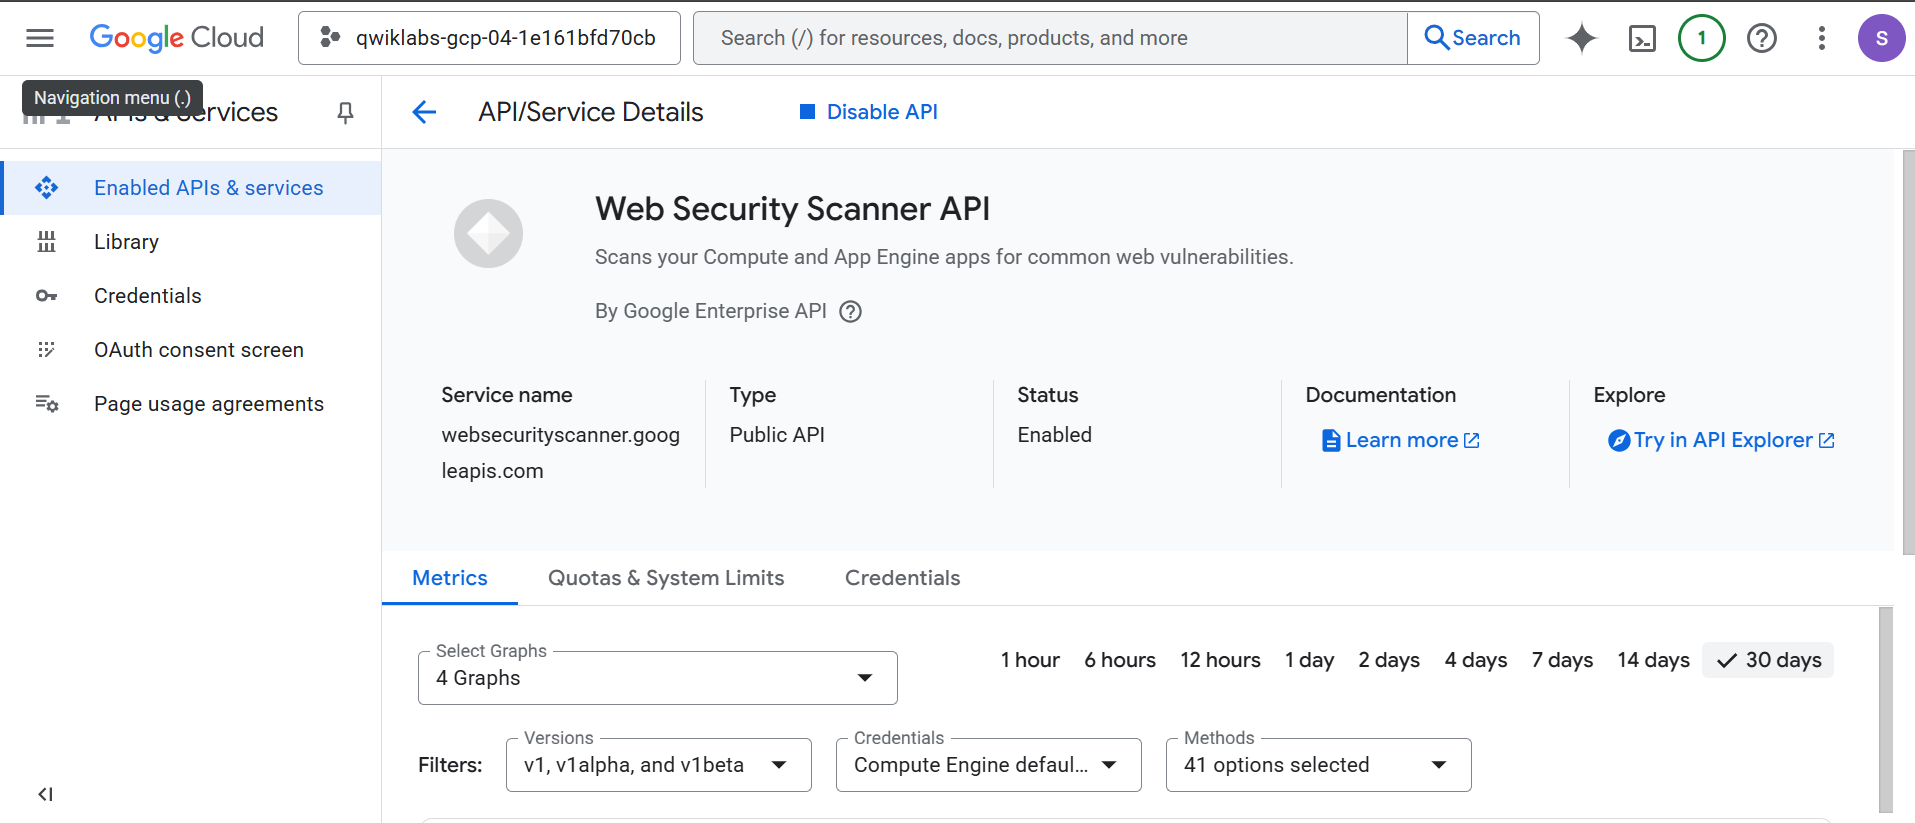 Google Cloud
qwiklabs-gcp-04-1e161bfd70cb
Search (/) for resources, docs, products, and more
Search
1
S
Navigation menu (.)
APIs & Services
API/Service Details
Disable API
Enabled APIs & services
Library
Credentials
OAuth consent screen
Page usage agreements
Web Security Scanner API
Scans your Compute and App Engine apps for common web vulnerabilities.
By Google Enterprise API
Service name
websecurityscanner.goog
leapis.com
Type
Public API
Status
Enabled
Documentation
Learn more
Explore
Try in API Explorer
Metrics
Quotas & System Limits
Credentials
Select Graphs
4 Graphs
1 hour
6 hours
12 hours
1 day
2 days
4 days
7 days
14 days
30 days
Filters:
Versions
v1, v1alpha, and v1beta
Credentials
Compute Engine defaul...
Methods
41 options selected